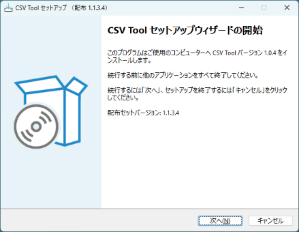 CSV Tool セットアップ (配布 1.1.3.4)
CSV Tool セットアップウィザードの開始
このプログラムはご使用のコンピューターへ CSV Tool バージョン 1.0.4 をイ
ンストールします。
続行する前に他のアプリケーションをすべて終了してください。
続行するには「次へ」、セットアップを終了するには「キャンセル」をクリック
してください。
配布セットバージョン: 1.1.3.4
次へ(N)
キャンセル